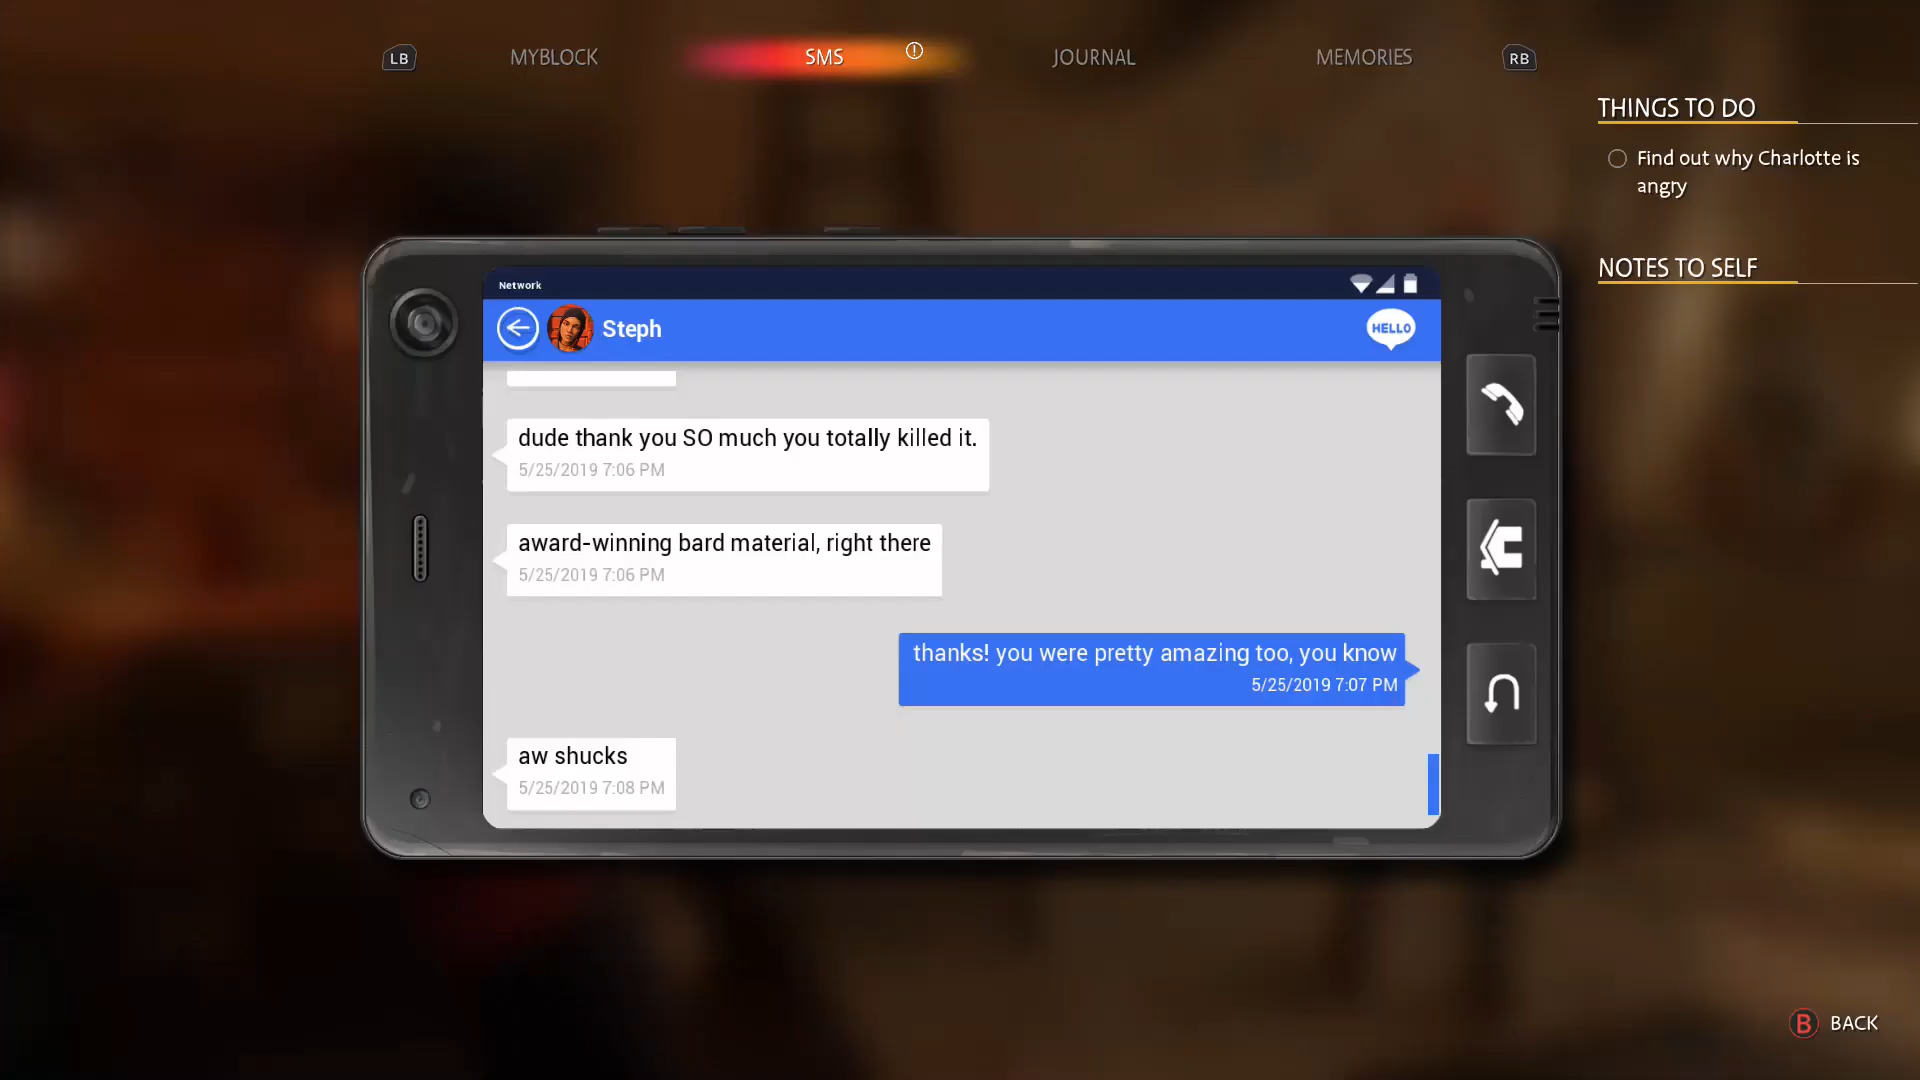 LB
MYBLOCK
SMS
JOURNAL
MEMORIES
RB
THINGS TO DO
Find out why Charlotte is
angry
NOTES TO SELF
Network
Steph
HELLO
dude thank you SO much you totally killed it.
5/25/2019 7:06 PM
award-winning bard material, right there
5/25/2019 7:06 PM
thanks! you were pretty amazing too, you know
5/25/2019 7:07 PM
aw shucks
5/25/2019 7:08 PM
B BACK